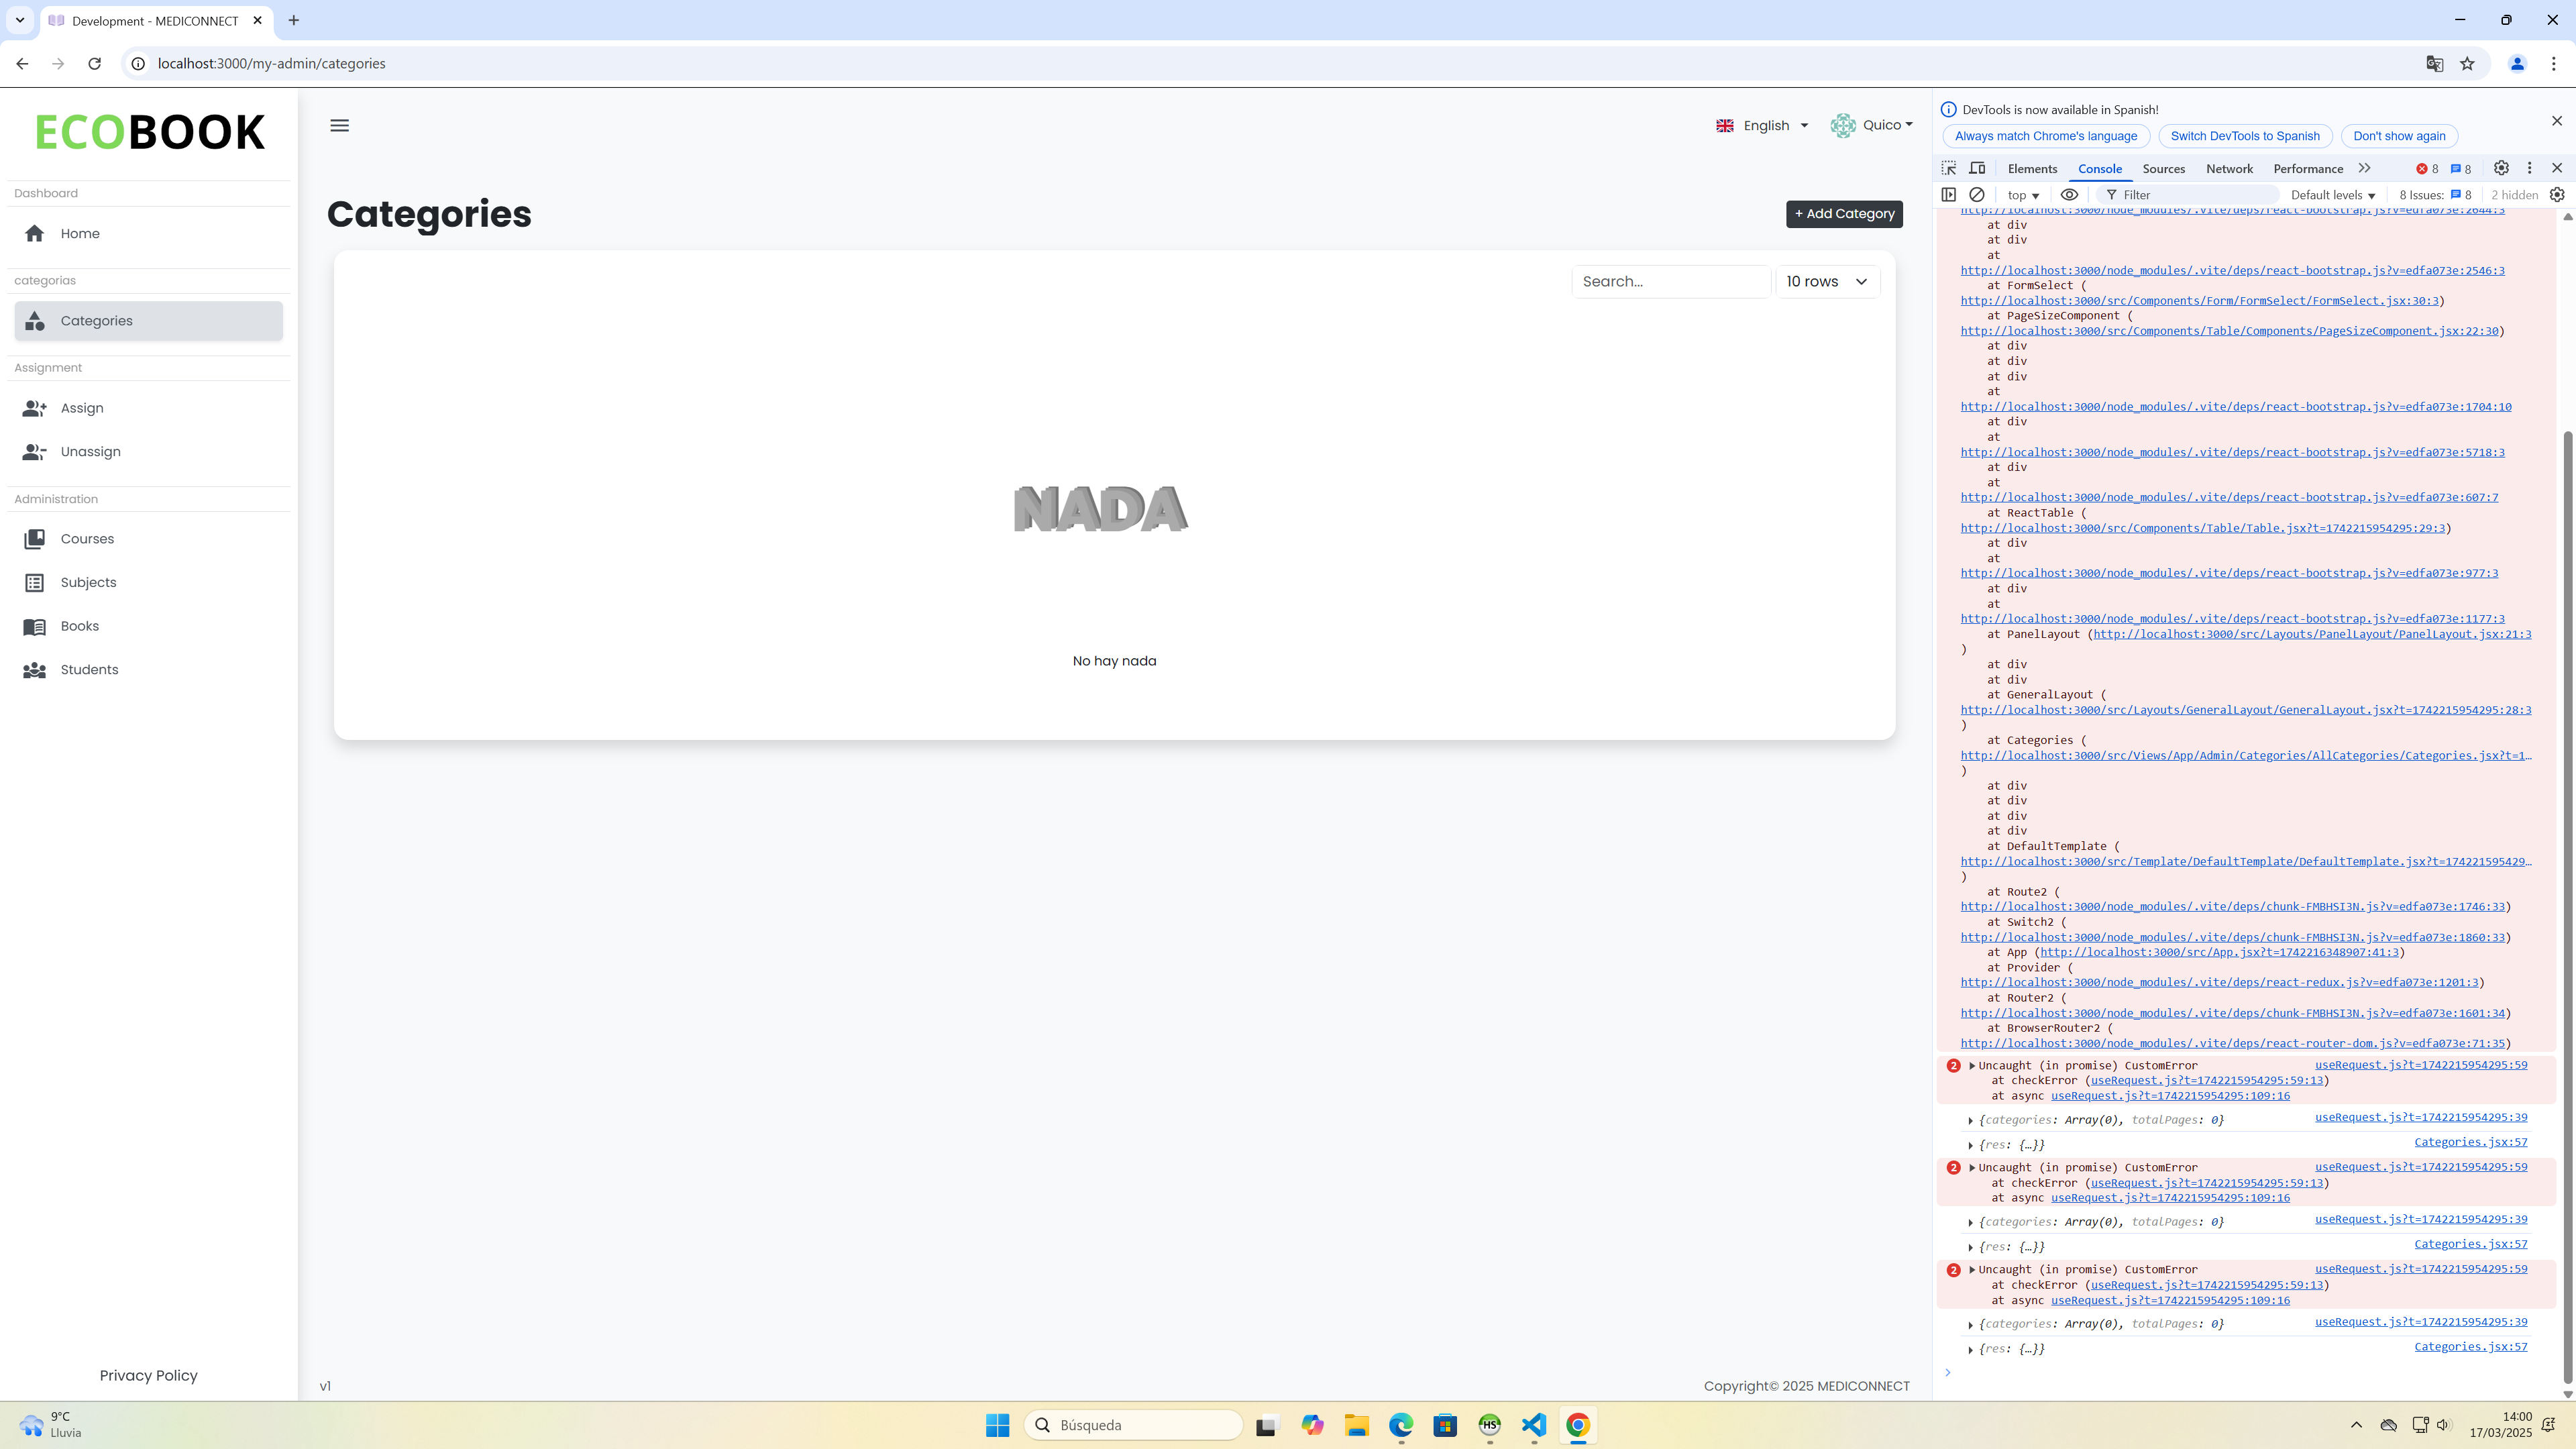 Development - MEDICONNECT
localhost:3000/my-admin/categories
ECOBOOK
Dashboard
Home
categorias
Categories
Assignment
Assign
Unassign
Administration
Courses
Subjects
Books
Students
Privacy Policy
English
Quico
Categories
+ Add Category
Search...
10 rows
NADA
No hay nada
v1
Copyright© 2025 MEDICONNECT
DevTools is now available in Spanish!
Always match Chrome's language
Switch DevTools to Spanish
Don't show again
Elements
Console
Sources
Network
Performance
8
8
top
Filter
Default levels
8 Issues:
8
2 hidden
http://localhost:3000/node_modules/.vite/deps/react-bootstrap.js?v=edfa073e:2644:3
at div
at div
at
http://localhost:3000/node_modules/.vite/deps/react-bootstrap.js?v=edfa073e:2546:3
at FormSelect (
http://localhost:3000/src/Components/Form/FormSelect/FormSelect.jsx:30:3)
at PageSizeComponent (
http://localhost:3000/src/Components/Table/Components/PageSizeComponent.jsx:22:30)
at div
at div
at div
at
http://localhost:3000/node_modules/.vite/deps/react-bootstrap.js?v=edfa073e:1704:10
at div
at
http://localhost:3000/node_modules/.vite/deps/react-bootstrap.js?v=edfa073e:5718:3
at div
at
http://localhost:3000/node_modules/.vite/deps/react-bootstrap.js?v=edfa073e:607:7
at ReactTable (
http://localhost:3000/src/Components/Table/Table.jsx?t=1742215954295:29:3)
at div
at
http://localhost:3000/node_modules/.vite/deps/react-bootstrap.js?v=edfa073e:977:3
at div
at
http://localhost:3000/node_modules/.vite/deps/react-bootstrap.js?v=edfa073e:1177:3
at PanelLayout (http://localhost:3000/src/Layouts/PanelLayout/PanelLayout.jsx:21:3
)
at div
at div
at GeneralLayout (
http://localhost:3000/src/Layouts/GeneralLayout/GeneralLayout.jsx?t=1742215954295:28:3
)
at Categories (
http://localhost:3000/src/Views/App/Admin/Categories/AllCategories/Categories.jsx?t=1…
)
at div
at div
at div
at div
at DefaultTemplate (
http://localhost:3000/src/Template/DefaultTemplate/DefaultTemplate.jsx?t=174221595429…
)
at Route2 (
http://localhost:3000/node_modules/.vite/deps/chunk-FMBHSI3N.js?v=edfa073e:1746:33)
at Switch2 (
http://localhost:3000/node_modules/.vite/deps/chunk-FMBHSI3N.js?v=edfa073e:1860:33)
at App (http://localhost:3000/src/App.jsx?t=1742216348907:41:3)
at Provider (
http://localhost:3000/node_modules/.vite/deps/react-redux.js?v=edfa073e:1201:3)
at Router2 (
http://localhost:3000/node_modules/.vite/deps/chunk-FMBHSI3N.js?v=edfa073e:1601:34)
at BrowserRouter2 (
http://localhost:3000/node_modules/.vite/deps/react-router-dom.js?v=edfa073e:71:35)
2 Uncaught (in promise) CustomError useRequest.js?t=1742215954295:59
at checkError (useRequest.js?t=1742215954295:59:13)
at async useRequest.js?t=1742215954295:109:16
{categories: Array(0), totalPages: 0} useRequest.js?t=1742215954295:39
{res: {…}} Categories.jsx:57
2 Uncaught (in promise) CustomError useRequest.js?t=1742215954295:59
at checkError (useRequest.js?t=1742215954295:59:13)
at async useRequest.js?t=1742215954295:109:16
{categories: Array(0), totalPages: 0} useRequest.js?t=1742215954295:39
{res: {…}} Categories.jsx:57
2 Uncaught (in promise) CustomError useRequest.js?t=1742215954295:59
at checkError (useRequest.js?t=1742215954295:59:13)
at async useRequest.js?t=1742215954295:109:16
{categories: Array(0), totalPages: 0} useRequest.js?t=1742215954295:39
{res: {…}} Categories.jsx:57
9°C
Lluvia
Búsqueda
HS
14:00
17/03/2025